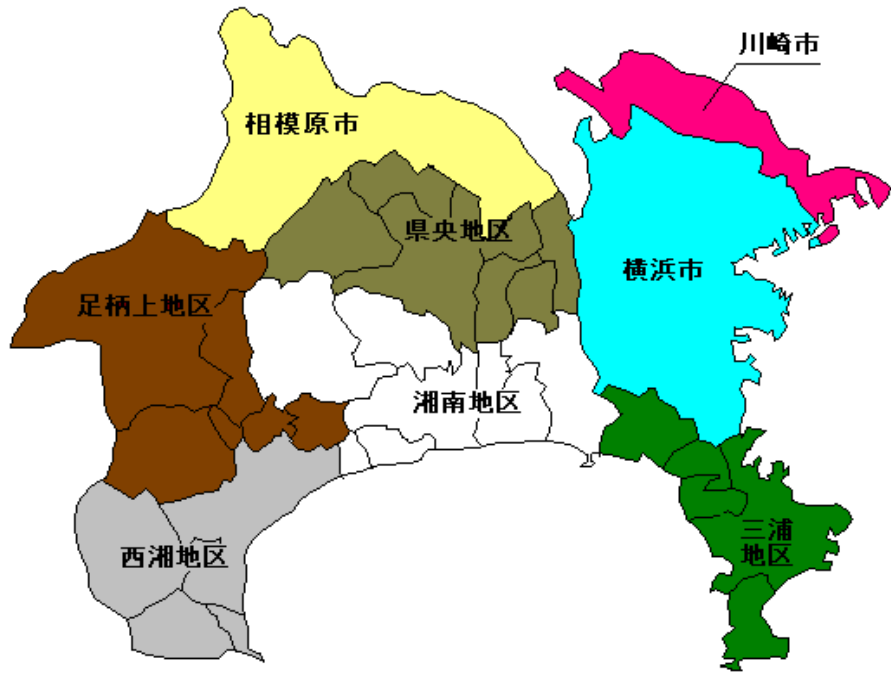 川崎市
相模原市
県央地区
横浜市
足柄上地区
湘南地区
三浦
地区
西湘地区